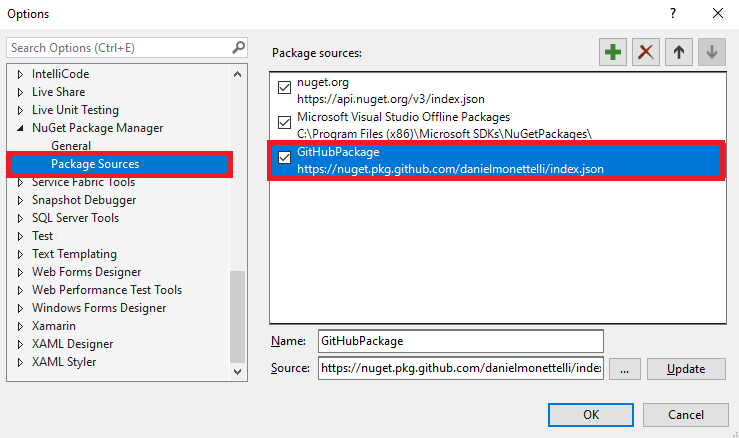 Options
Search Options (Ctrl+E)
IntelliCode
Live Share
Live Unit Testing
NuGet Package Manager
General
Package Sources
Service Fabric Tools
Snapshot Debugger
SQL Server Tools
Test
Text Templating
Web Forms Designer
Web Performance Test Tools
Windows Forms Designer
Xamarin
XAML Designer
XAML Styler
Package sources:
nuget.org
https://api.nuget.org/v3/index.json
Microsoft Visual Studio Offline Packages
C:\Program Files (x86)\Microsoft SDKs\NuGetPackages\
GitHubPackage
https://nuget.pkg.github.com/danielmonettelli/index.json
Name: GitHubPackage
Source: https://nuget.pkg.github.com/danielmonettelli/inde ... Update
OK Cancel